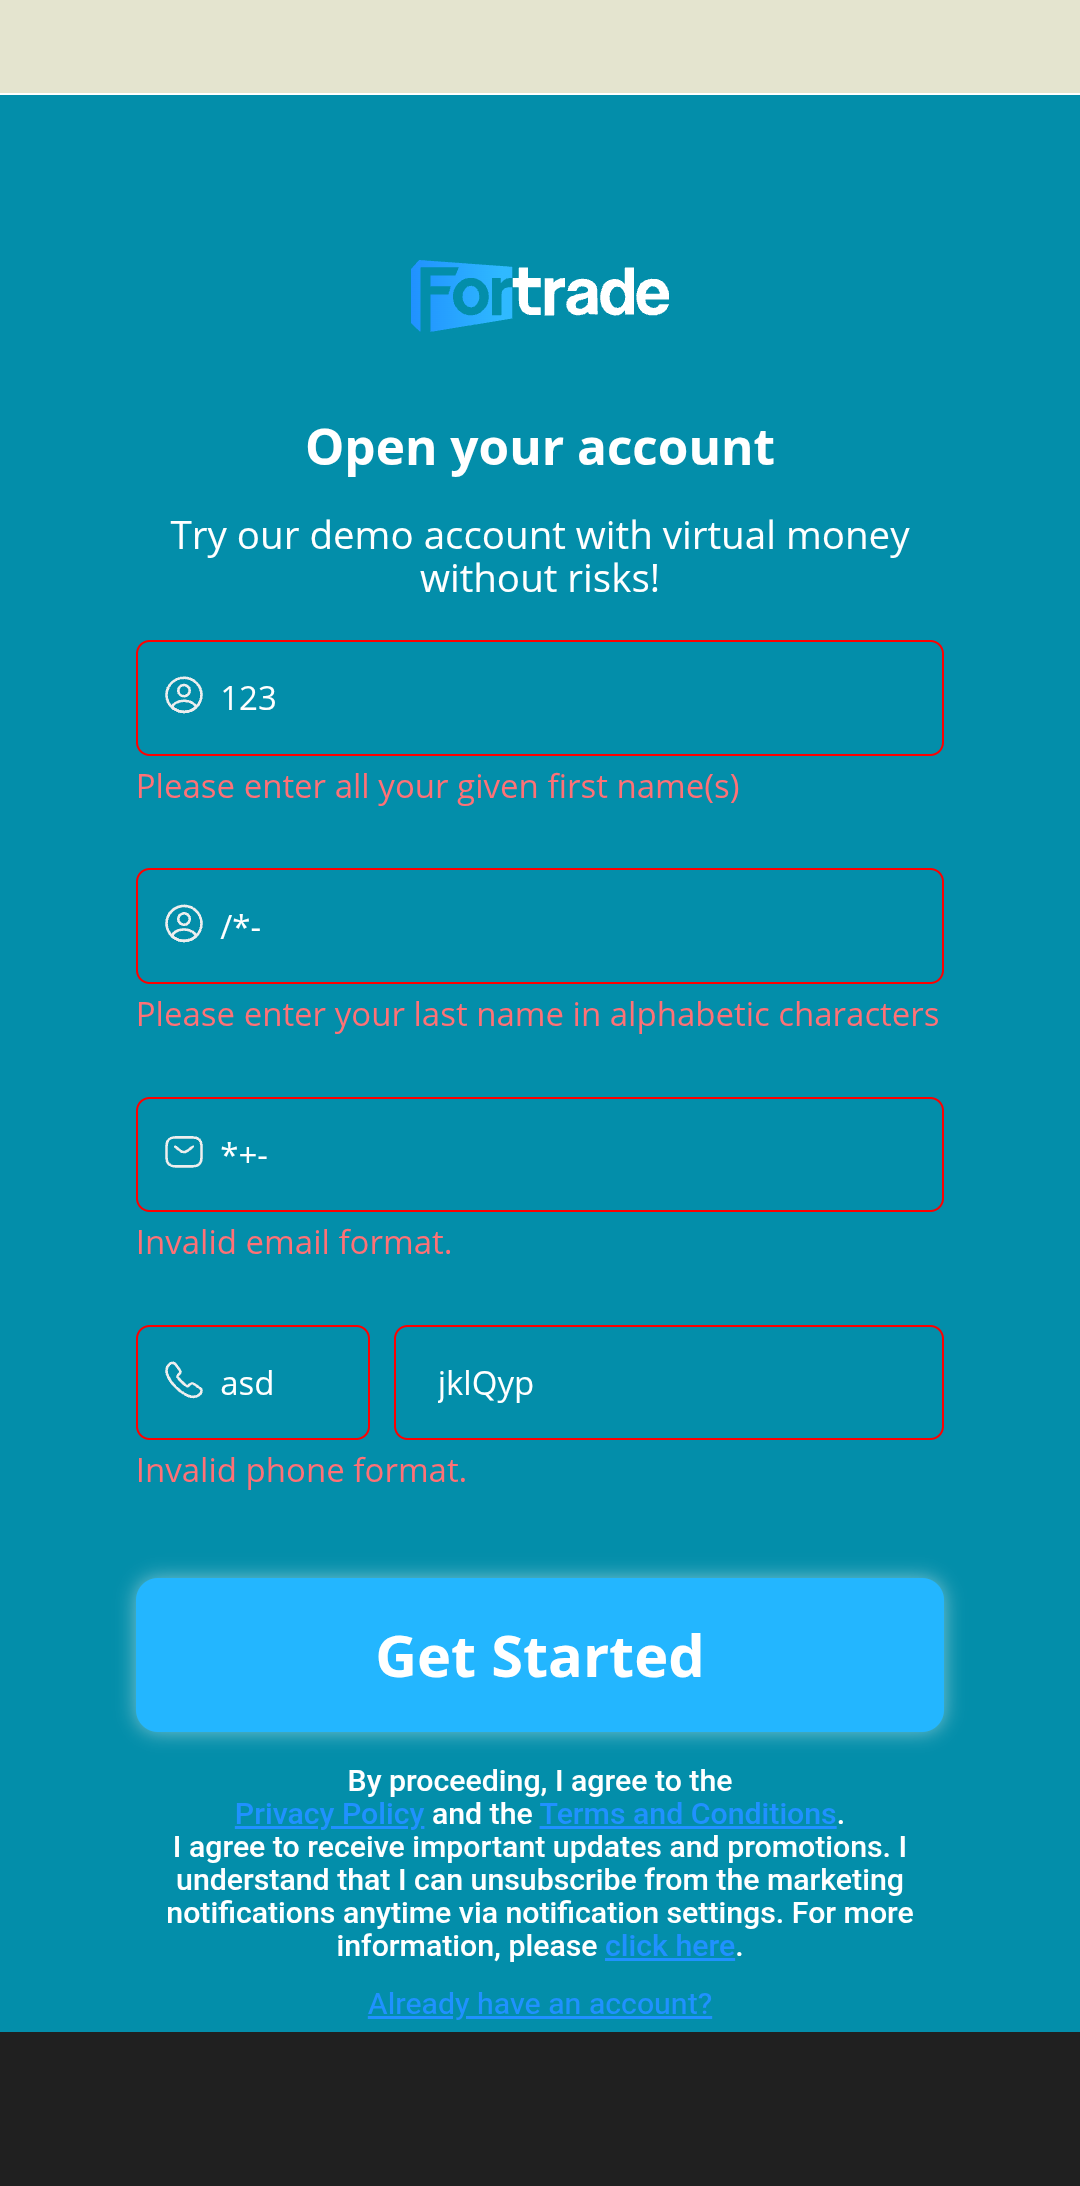 Fortrade
Open your account
Try our demo account with virtual money
without risks!
123
Please enter all your given first name(s)
/*-
Please enter your last name in alphabetic characters
*+-
Invalid email format.
asd jklQyp
Invalid phone format.
Get Started
By proceeding, I agree to the
Privacy Policy and the Terms and Conditions.
I agree to receive important updates and promotions. I
understand that I can unsubscribe from the marketing
notifications anytime via notification settings. For more
information, please click here.
Already have an account?